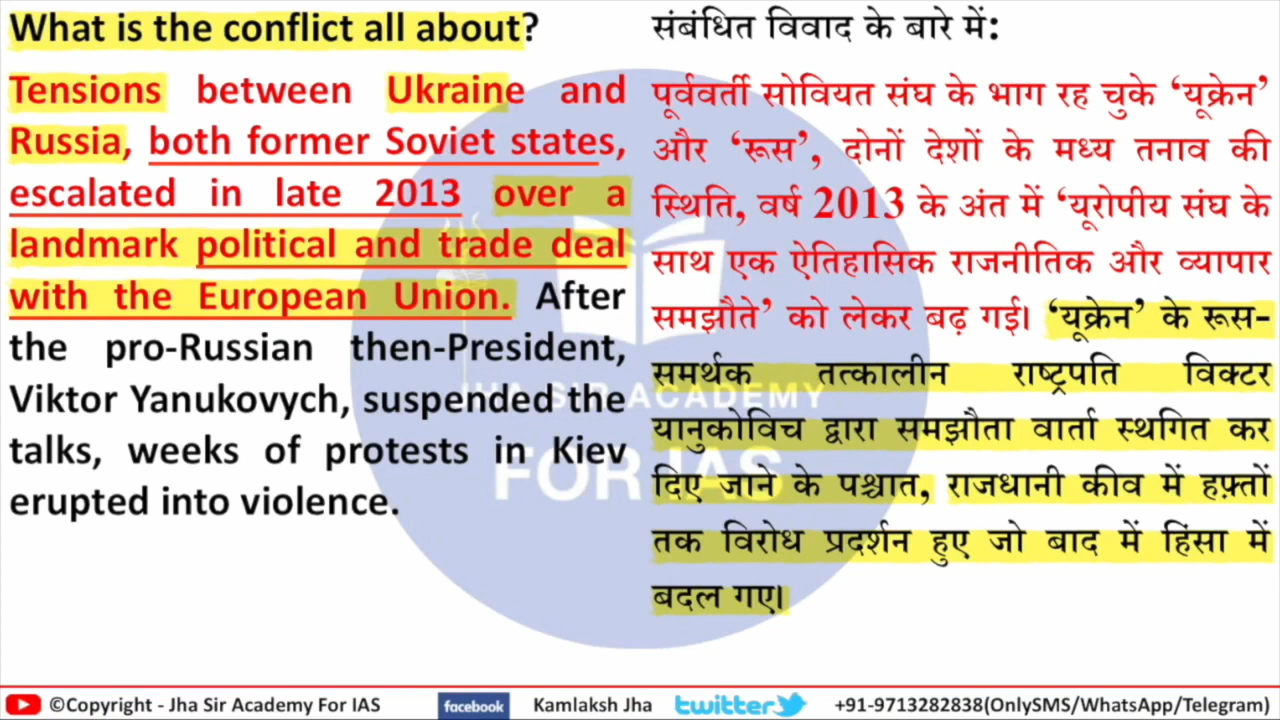 What is the conflict all about?
Tensions between Ukraine and
Russia, both former Soviet states,
escalated in late 2013 over a
landmark political and trade deal
with the European Union. After
the pro-Russian then-President,
Viktor Yanukovych, suspended the
talks, weeks of protests in Kiev
erupted into violence.
संबंधित विवाद के बारे में:
पूर्ववर्ती सोवियत संघ के भाग रह चुके ‘यूक्रेन’
और ‘रूस’, दोनों देशों के मध्य तनाव की
स्थिति, वर्ष 2013 के अंत में ‘यूरोपीय संघ के
साथ एक ऐतिहासिक राजनीतिक और व्यापार
समझौते’ को लेकर बढ़ गई। ‘यूक्रेन’ के रूस-
समर्थक तत्कालीन राष्ट्रपति विक्टर
यानुकोविच द्वारा समझौता वार्ता स्थगित कर
दिए जाने के पश्चात, राजधानी कीव में हफ़्तों
तक विरोध प्रदर्शन हुए जो बाद में हिंसा में
बदल गए।
JHA SIR ACADEMY
FOR IAS
©Copyright - Jha Sir Academy For IAS facebook Kamlaksh Jha twitter +91-9713282838(OnlySMS/WhatsApp/Telegram)